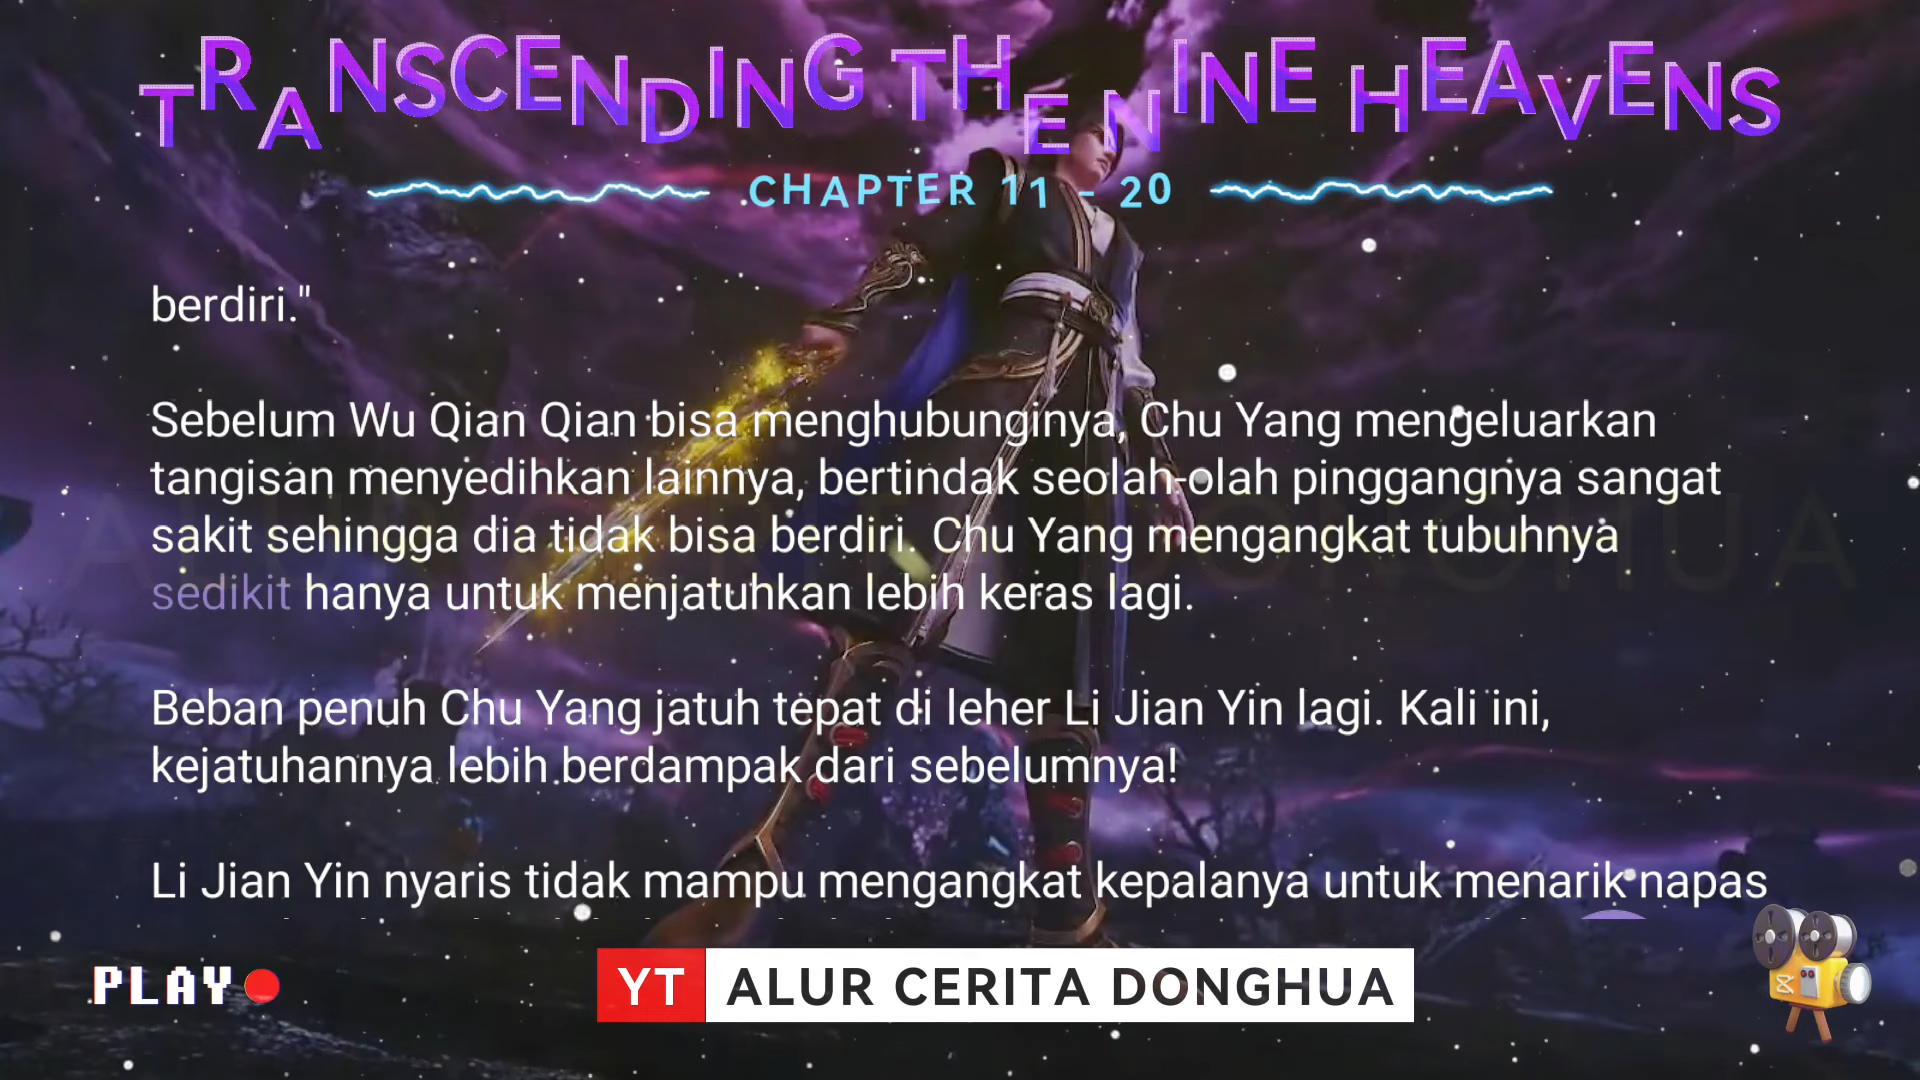 TRANSCENDING THE NINE HEAVENS
CHAPTER 11 - 20
berdiri."
Sebelum Wu Qian Qian bisa menghubunginya, Chu Yang mengeluarkan
tangisan menyedihkan lainnya, bertindak seolah-olah pinggangnya sangat
sakit sehingga dia tidak bisa berdiri. Chu Yang mengangkat tubuhnya
sedikit hanya untuk menjatuhkan lebih keras lagi.
Beban penuh Chu Yang jatuh tepat di leher Li Jian Yin lagi. Kali ini,
kejatuhannya lebih berdampak dari sebelumnya!
Li Jian Yin nyaris tidak mampu mengangkat kepalanya untuk menarik napas
PLAY
YT ALUR CERITA DONGHUA